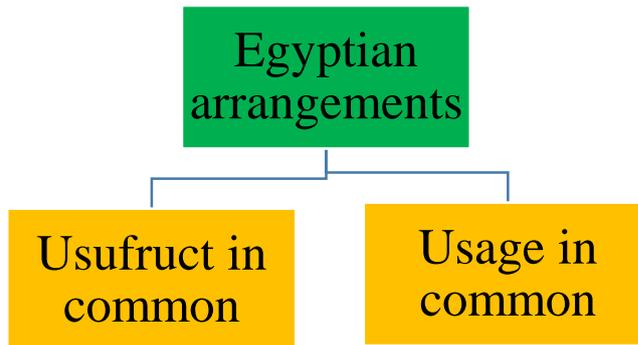 Egyptian
arrangements
Usufruct in
common
Usage in
common